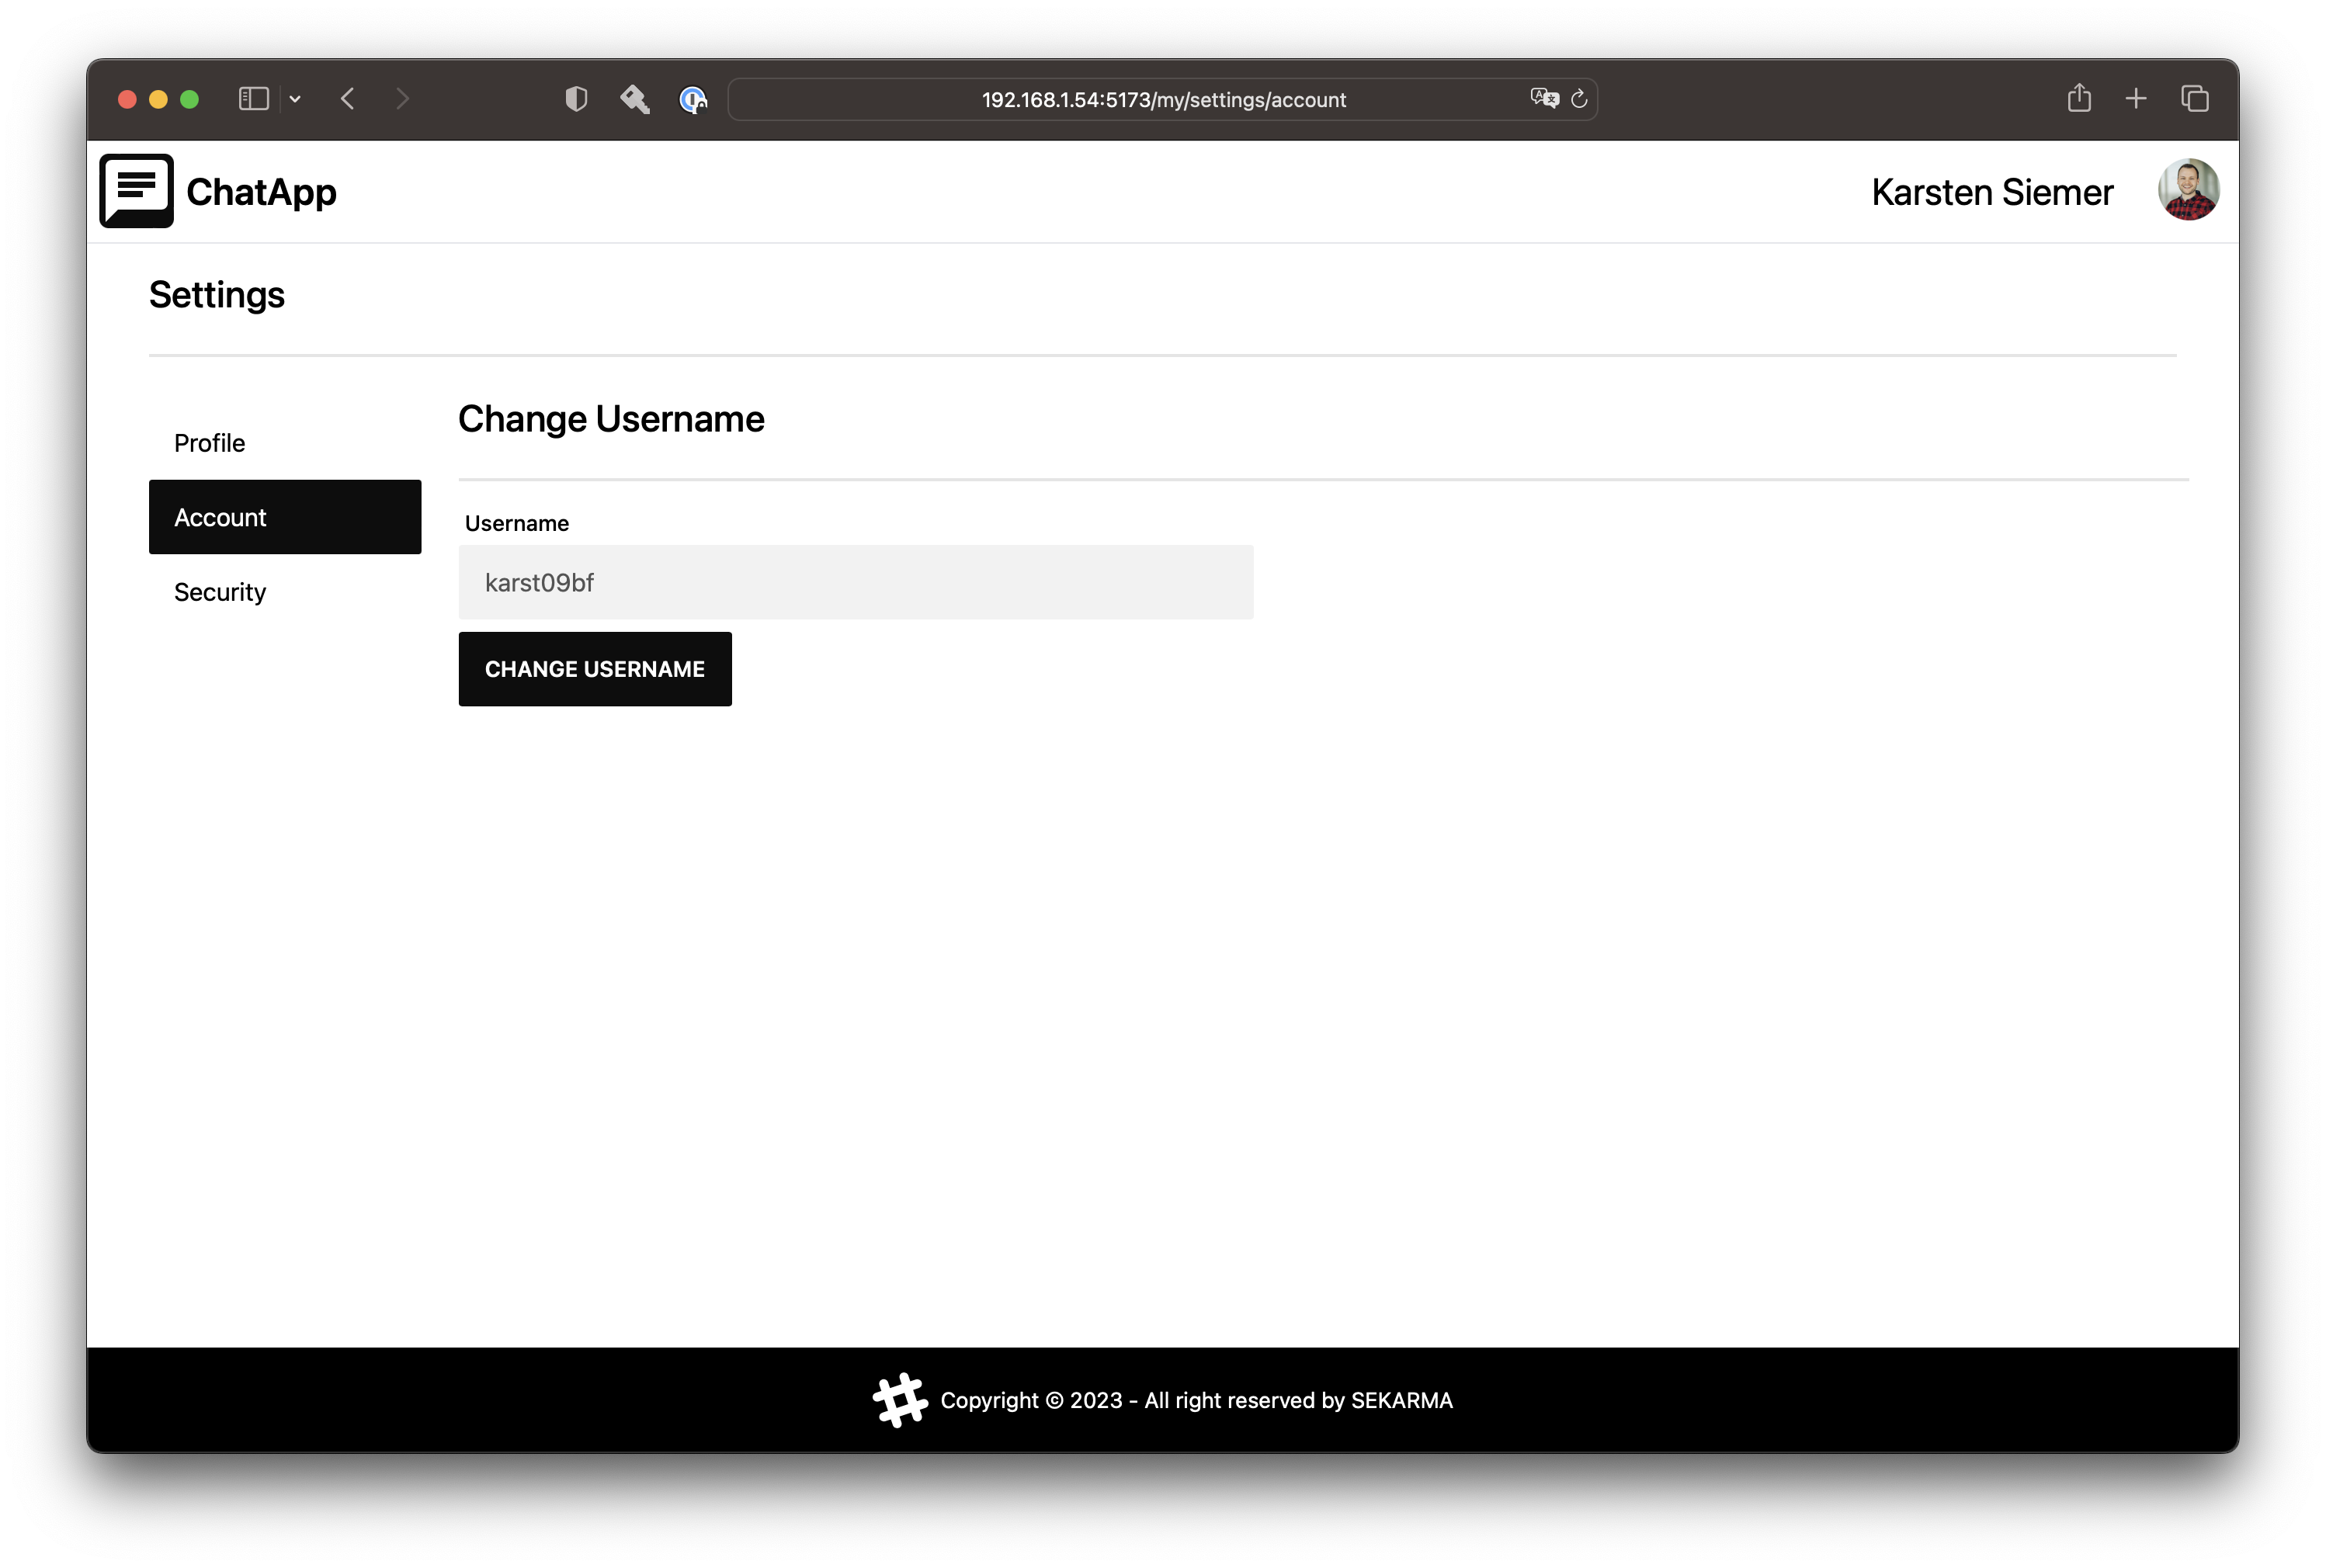 192.168.1.54:5173/my/settings/account
ChatApp
Karsten Siemer
Settings
Profile
Account
Security
Change Username
Username
karst09bf
CHANGE USERNAME
Copyright © 2023 - All right reserved by SEKARMA